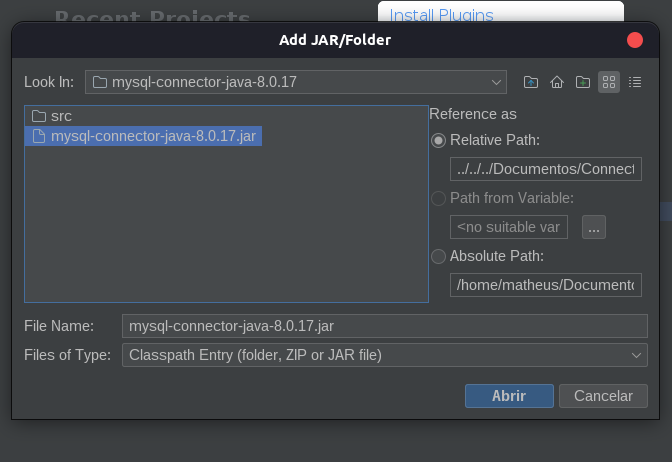 Recent Projects
Install Plugins
Add JAR/Folder
Look In: mysql-connector-java-8.0.17
src
mysql-connector-java-8.0.17.jar
Reference as
Relative Path:
../../../Documentos/Connect
Path from Variable:
<no suitable var ...
Absolute Path:
/home/matheus/Documento
File Name: mysql-connector-java-8.0.17.jar
Files of Type: Classpath Entry (folder, ZIP or JAR file)
Abrir Cancelar